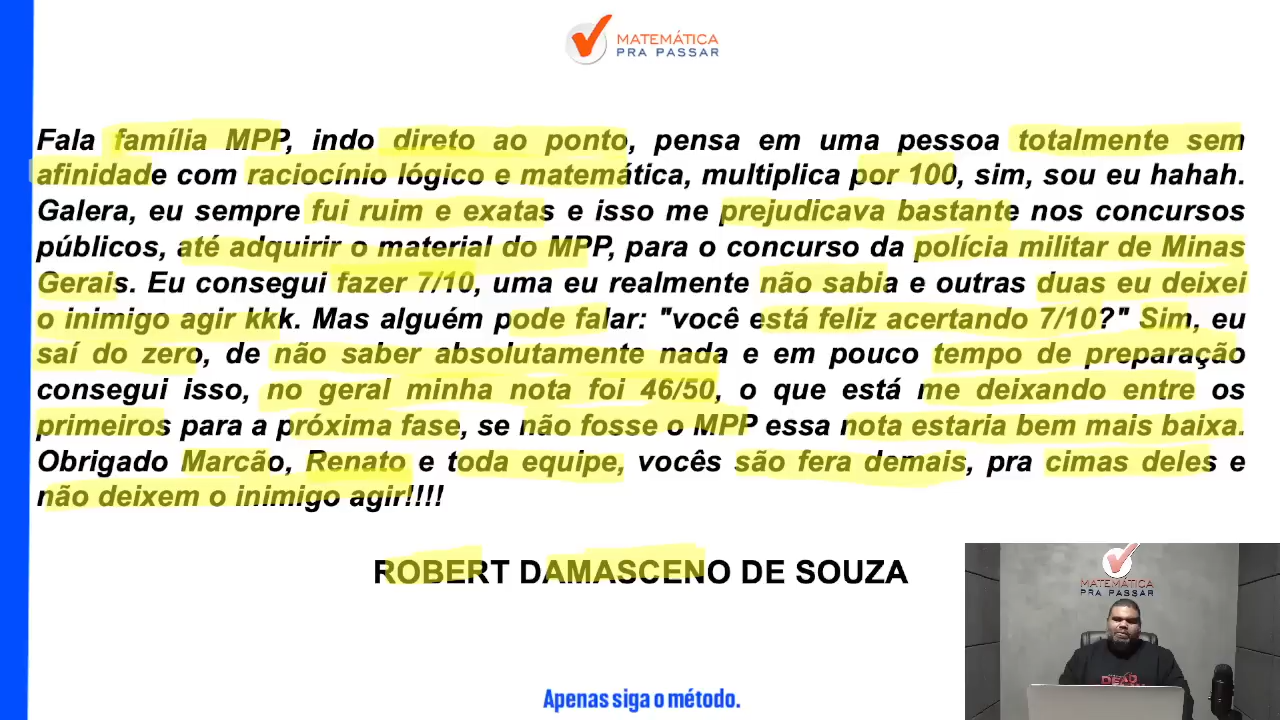 MATEMÁTICA
PRA PASSAR
Fala família MPP, indo direto ao ponto, pensa em uma pessoa totalmente sem
afinidade com raciocínio lógico e matemática, multiplica por 100, sim, sou eu hahah.
Galera, eu sempre fui ruim e exatas e isso me prejudicava bastante nos concursos
públicos, até adquirir o material do MPP, para o concurso da polícia militar de Minas
Gerais. Eu consegui fazer 7/10, uma eu realmente não sabia e outras duas eu deixei
o inimigo agir kkk. Mas alguém pode falar: "você está feliz acertando 7/10?" Sim, eu
saí do zero, de não saber absolutamente nada e em pouco tempo de preparação
consegui isso, no geral minha nota foi 46/50, o que está me deixando entre os
primeiros para a próxima fase, se não fosse o MPP essa nota estaria bem mais baixa.
Obrigado Marcão, Renato e toda equipe, vocês são fera demais, pra cimas deles e
não deixem o inimigo agir!!!!
ROBERT DAMASCENO DE SOUZA
MATEMÁTICA
PRA PASSAR
Apenas siga o método.